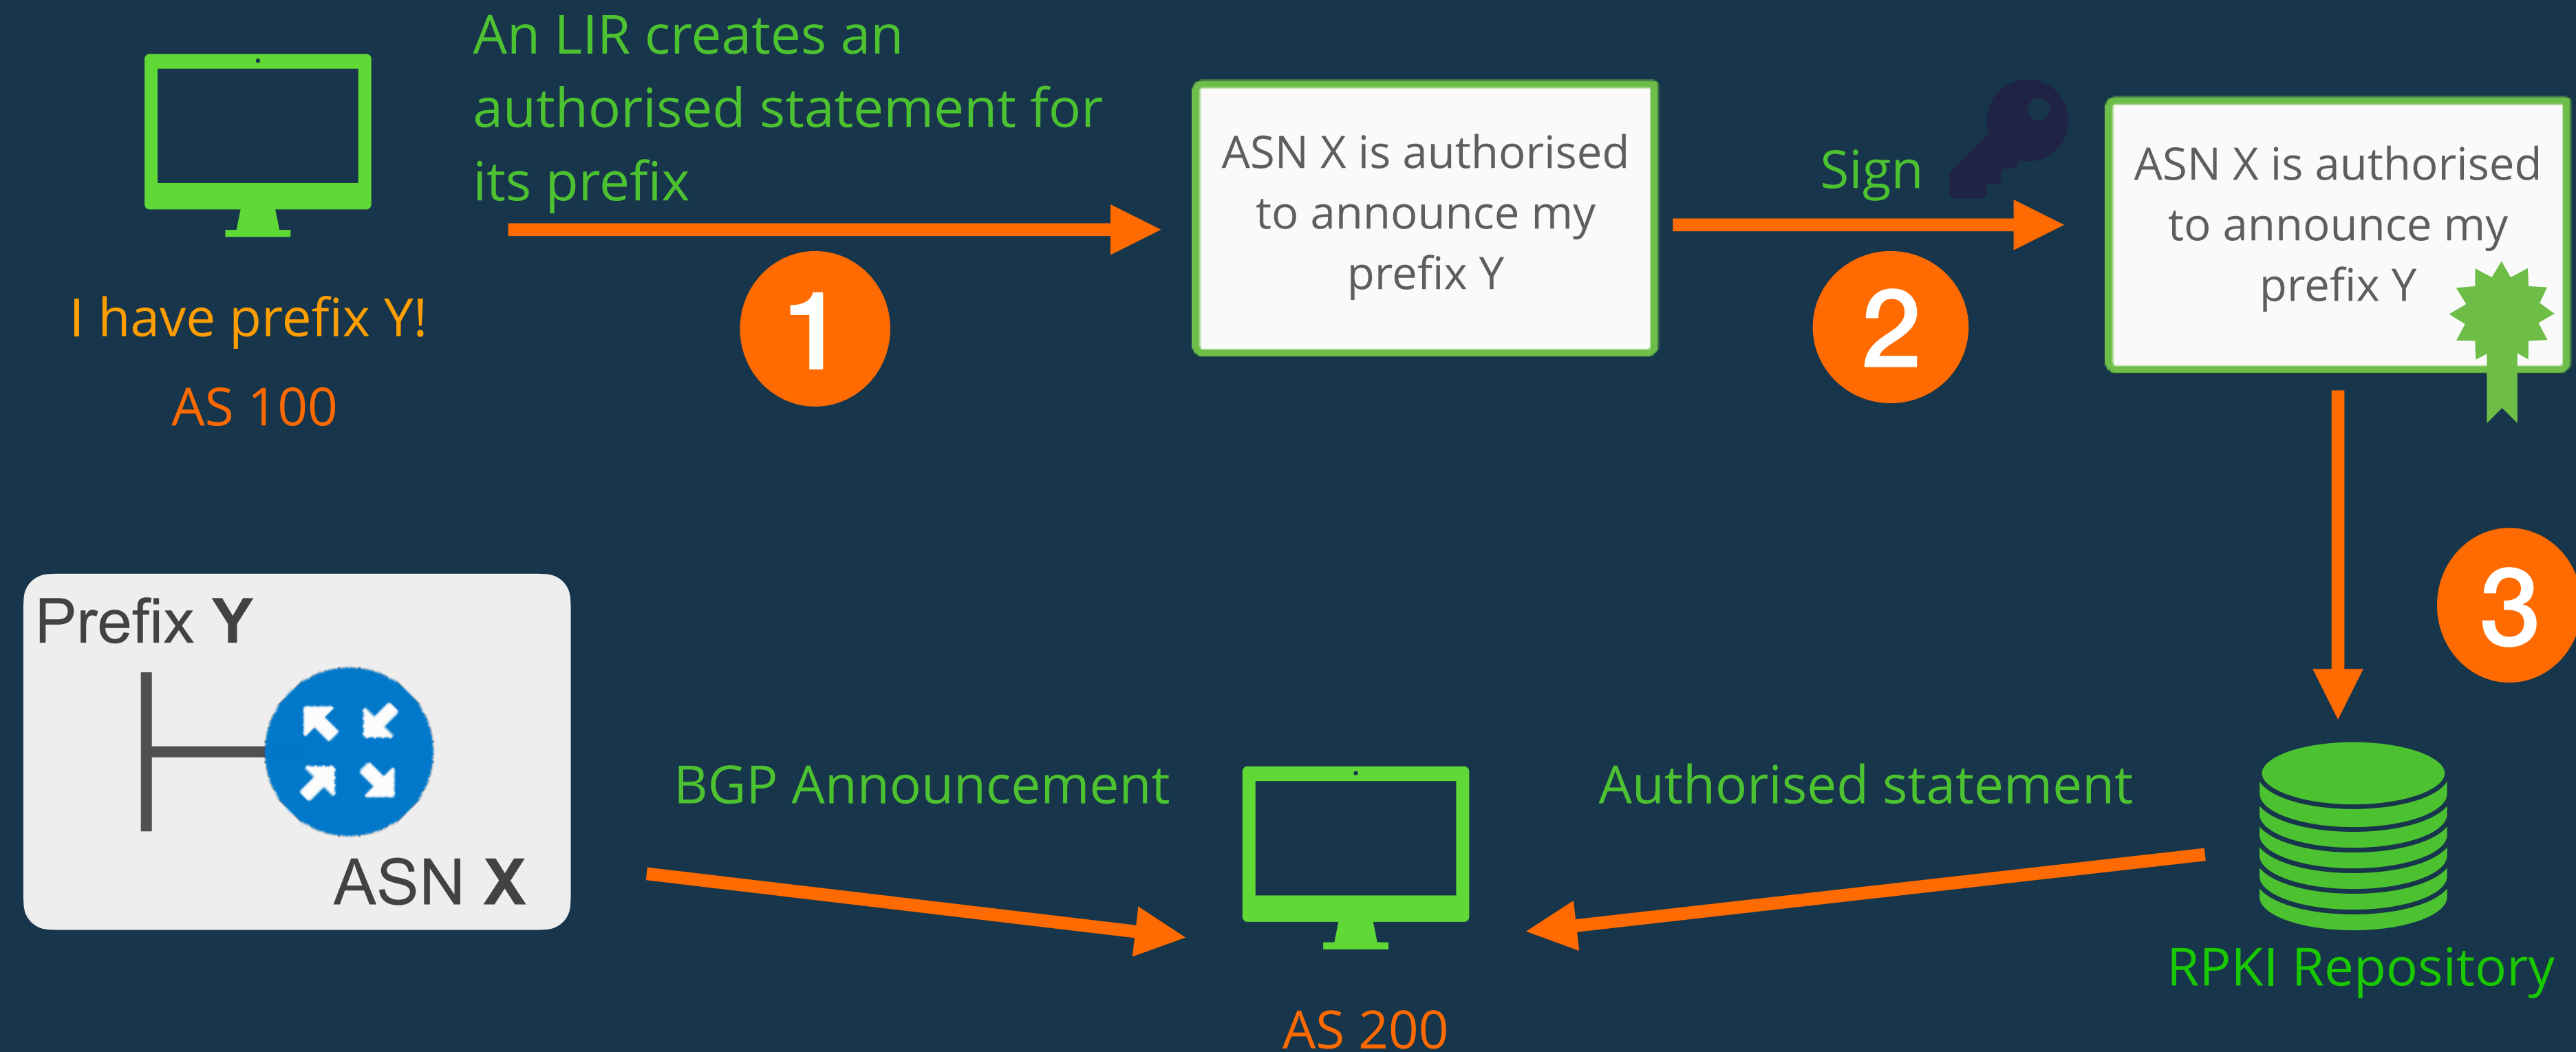 An LIR creates an
authorised statement for
its prefix
I have prefix Y!
AS 100
1
ASN X is authorised
to announce my
prefix Y
Sign
2
ASN X is authorised
to announce my
prefix Y
3
Prefix Y
ASN X
BGP Announcement
AS 200
Authorised statement
RPKI Repository